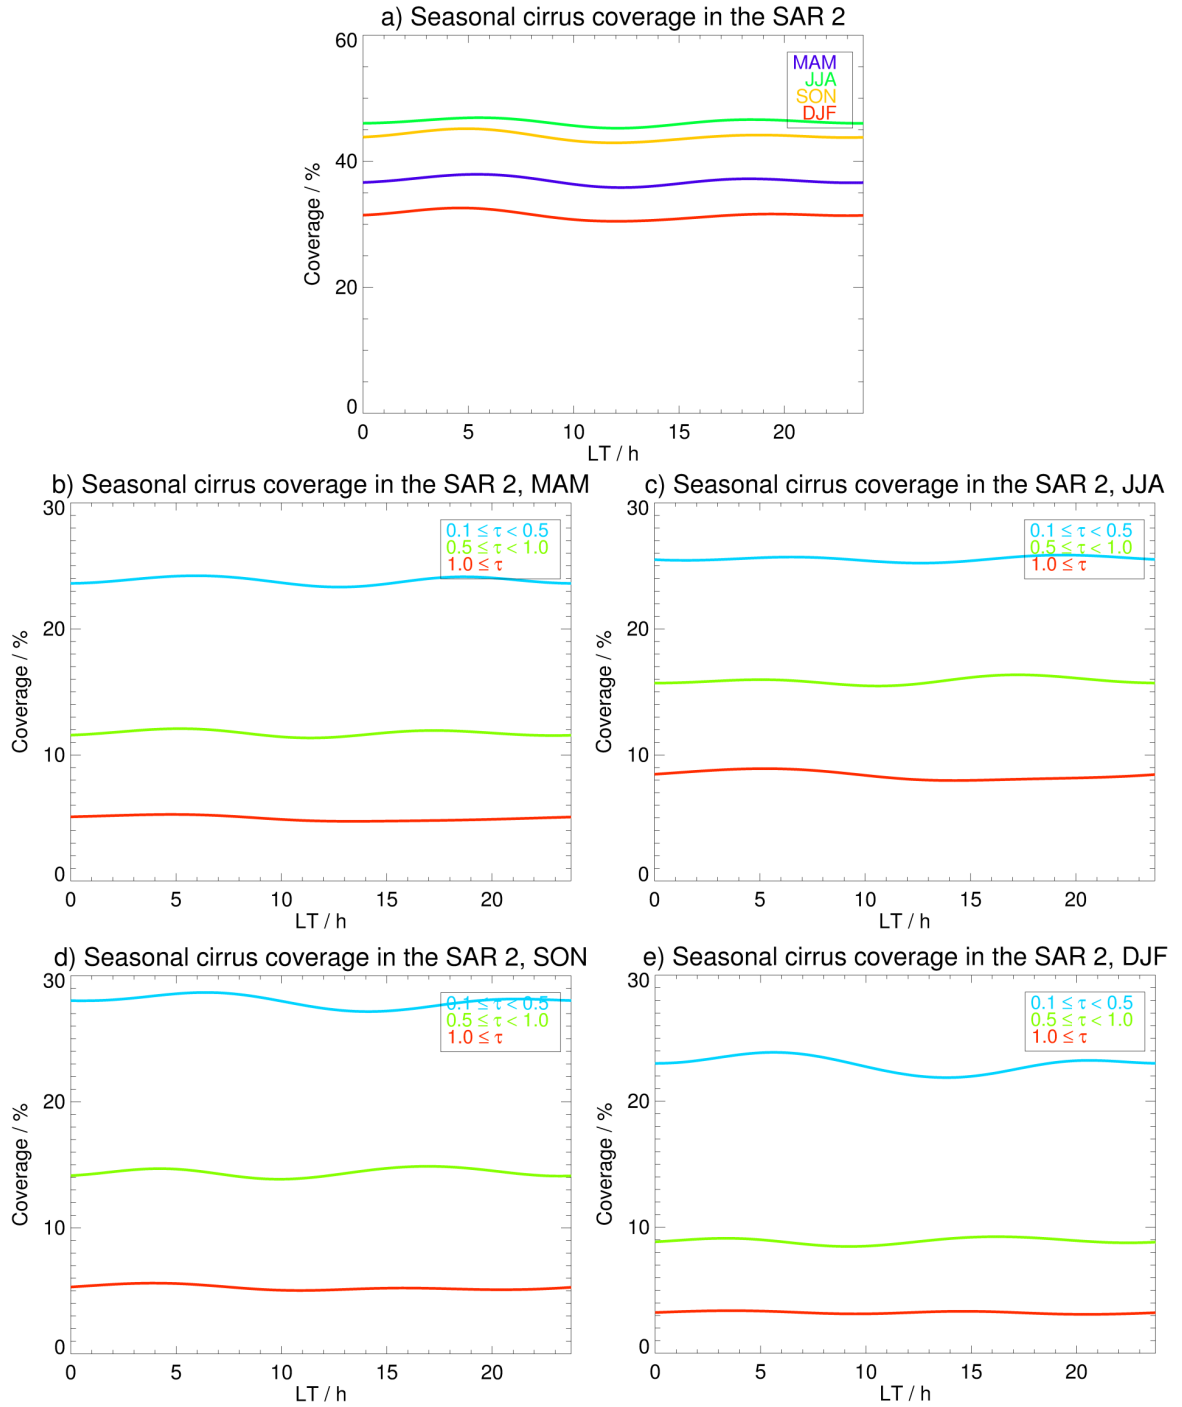 a) Seasonal cirrus coverage in the SAR 2
60
40
20
0
Coverage / %
MAM
JJA
SON
DJF
0 5 10 15 20
LT / h
b) Seasonal cirrus coverage in the SAR 2, MAM
30
20
10
0
Coverage / %
0.1 ≤ τ < 0.5
0.5 ≤ τ < 1.0
1.0 ≤ τ
0 5 10 15 20
LT / h
c) Seasonal cirrus coverage in the SAR 2, JJA
30
20
10
0
Coverage / %
0.1 ≤ τ < 0.5
0.5 ≤ τ < 1.0
1.0 ≤ τ
0 5 10 15 20
LT / h
d) Seasonal cirrus coverage in the SAR 2, SON
30
20
10
0
Coverage / %
0.1 ≤ τ < 0.5
0.5 ≤ τ < 1.0
1.0 ≤ τ
0 5 10 15 20
LT / h
e) Seasonal cirrus coverage in the SAR 2, DJF
30
20
10
0
Coverage / %
0.1 ≤ τ < 0.5
0.5 ≤ τ < 1.0
1.0 ≤ τ
0 5 10 15 20
LT / h